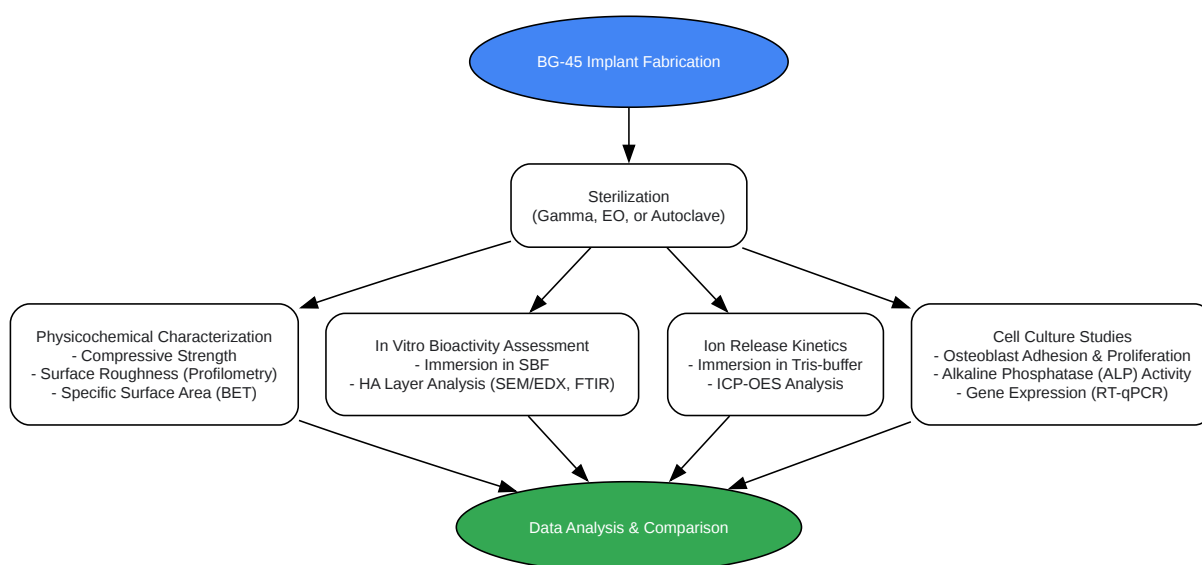 BG-45 Implant Fabrication
Sterilization
(Gamma, EO, or Autoclave)
Physicochemical Characterization
- Compressive Strength
- Surface Roughness (Profilometry)
- Specific Surface Area (BET)
In Vitro Bioactivity Assessment
- Immersion in SBF
- HA Layer Analysis (SEM/EDX, FTIR)
Ion Release Kinetics
- Immersion in Tris-buffer
- ICP-OES Analysis
Cell Culture Studies
- Osteoblast Adhesion & Proliferation
- Alkaline Phosphatase (ALP) Activity
- Gene Expression (RT-qPCR)
Data Analysis & Comparison